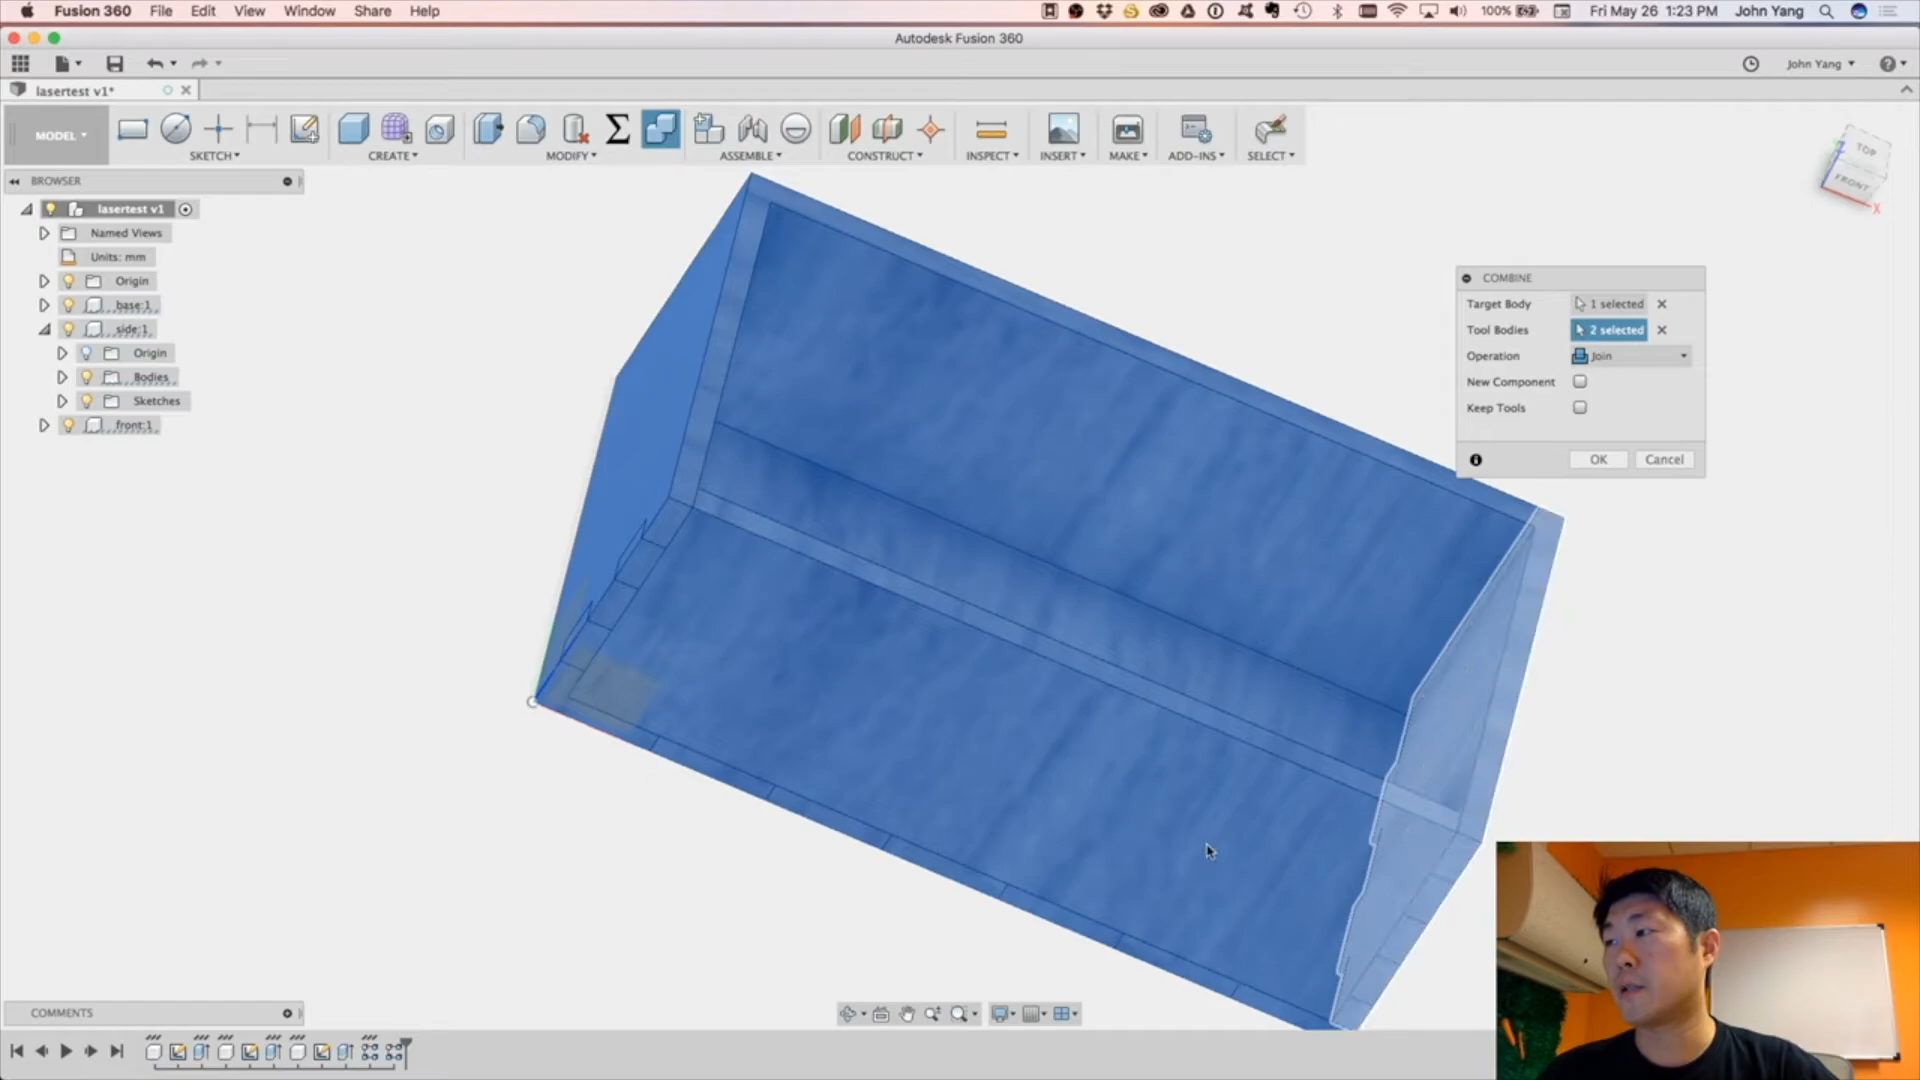 Fusion 360 File Edit View Window Share Help 100% Fri May 26 1:23 PM John Yang
Autodesk Fusion 360
John Yang
lasertest v1*
MODEL
SKETCH CREATE MODIFY ASSEMBLE CONSTRUCT INSPECT INSERT MAKE ADD-INS SELECT
TOP
FRONT
Z
X
BROWSER
lasertest v1
Named Views
Units: mm
Origin
base:1
side:1
Origin
Bodies
Sketches
front:1
COMBINE
Target Body 1 selected
Tool Bodies 2 selected
Operation Join
New Component
Keep Tools
OK Cancel
COMMENTS